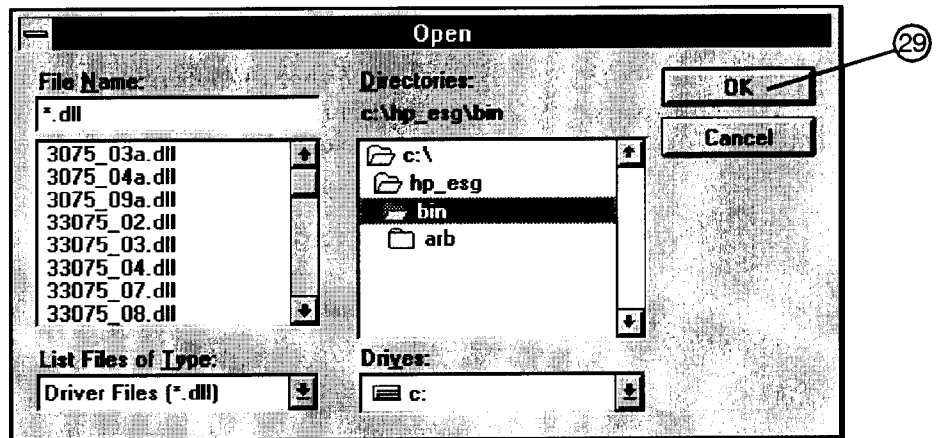 Open
29
File Name:
*.dll
3075_03a.dll
3075_04a.dll
3075_09a.dll
33075_02.dll
33075_03.dll
33075_04.dll
33075_07.dll
33075_08.dll
List Files of Type:
Driver Files (*.dll)
Directories:
c:\hp_esg\bin
c:\
hp_esg
bin
arb
Drives:
c:
OK
Cancel